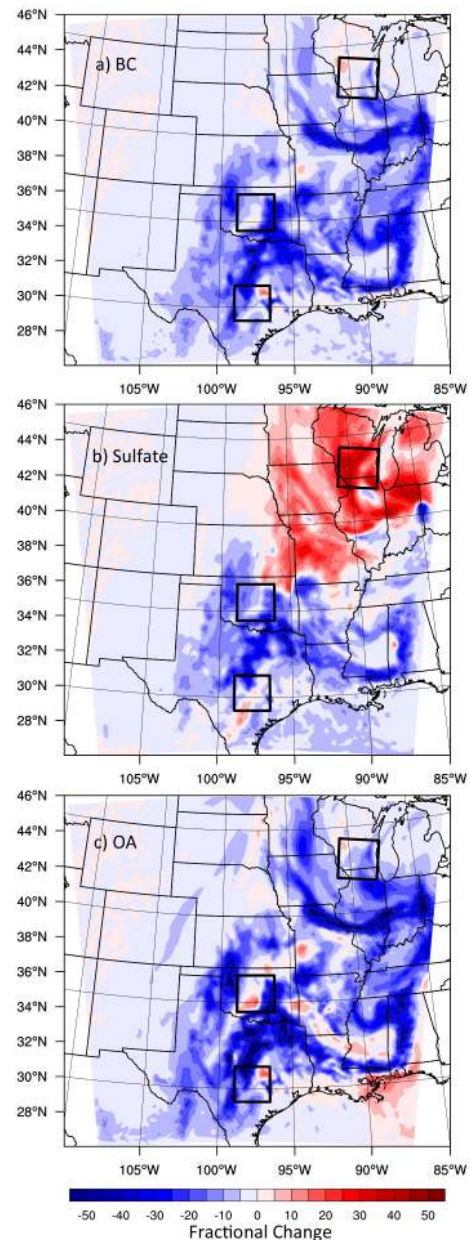 46°N
a) BC
44°N
42°N
40°N
38°N
36°N
34°N
32°N
30°N
28°N
105°W 100°W 95°W 90°W 85°W
46°N
b) Sulfate
44°N
42°N
40°N
38°N
36°N
34°N
32°N
30°N
28°N
105°W 100°W 95°W 90°W 85°W
46°N
c) OA
44°N
42°N
40°N
38°N
36°N
34°N
32°N
30°N
28°N
105°W 100°W 95°W 90°W 85°W
-50 -40 -30 -20 -10 0 10 20 30 40 50
Fractional Change